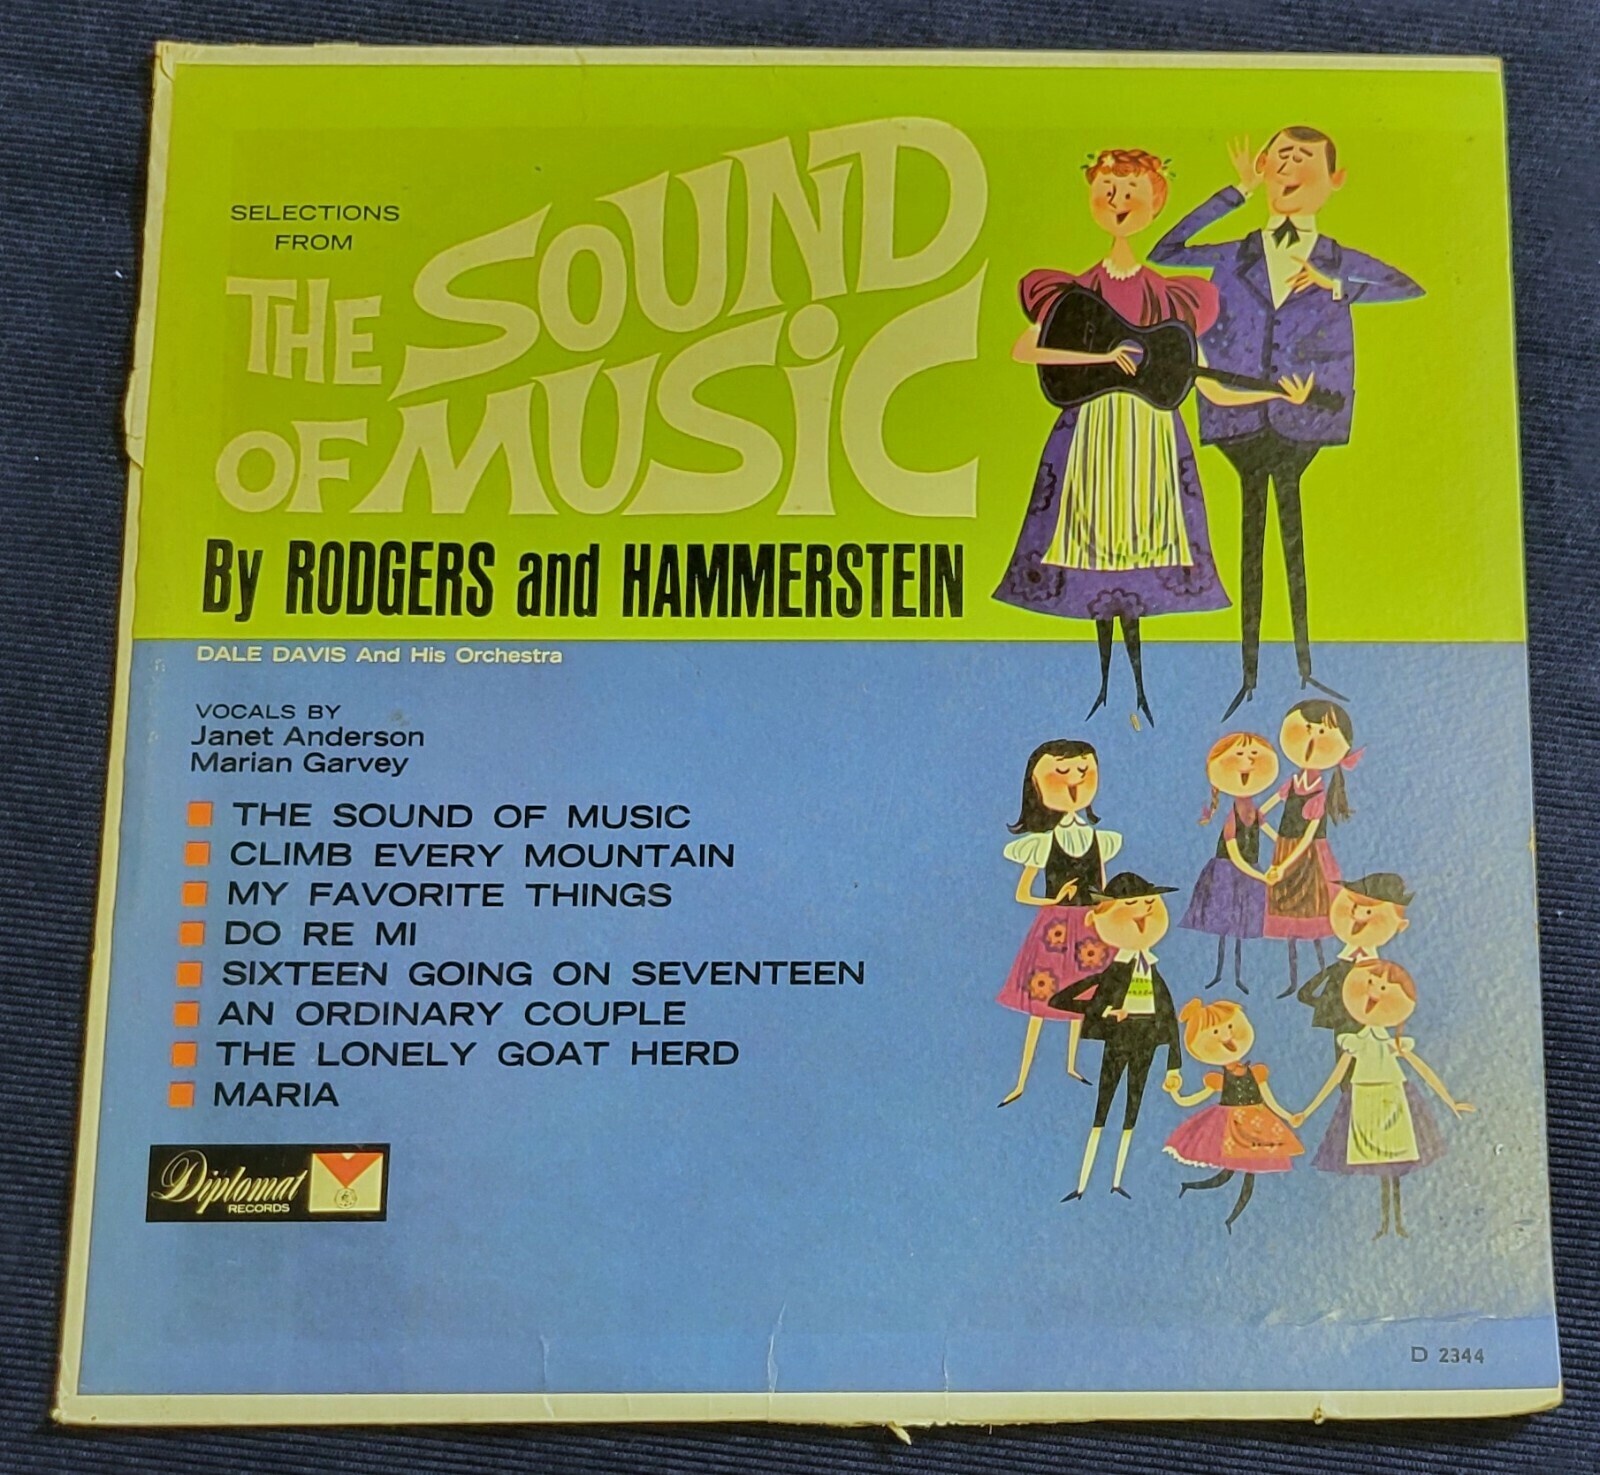 SELECTIONS
FROM
THE SOUND
OF MUSiC
By RODGERS and HAMMERSTEIN
DALE DAVIS And His Orchestra
VOCALS BY
Janet Anderson
Marian Garvey
THE SOUND OF MUSIC
CLIMB EVERY MOUNTAIN
MY FAVORITE THINGS
DO RE MI
SIXTEEN GOING ON SEVENTEEN
AN ORDINARY COUPLE
THE LONELY GOAT HERD
MARIA
Diplomat
RECORDS
D 2344